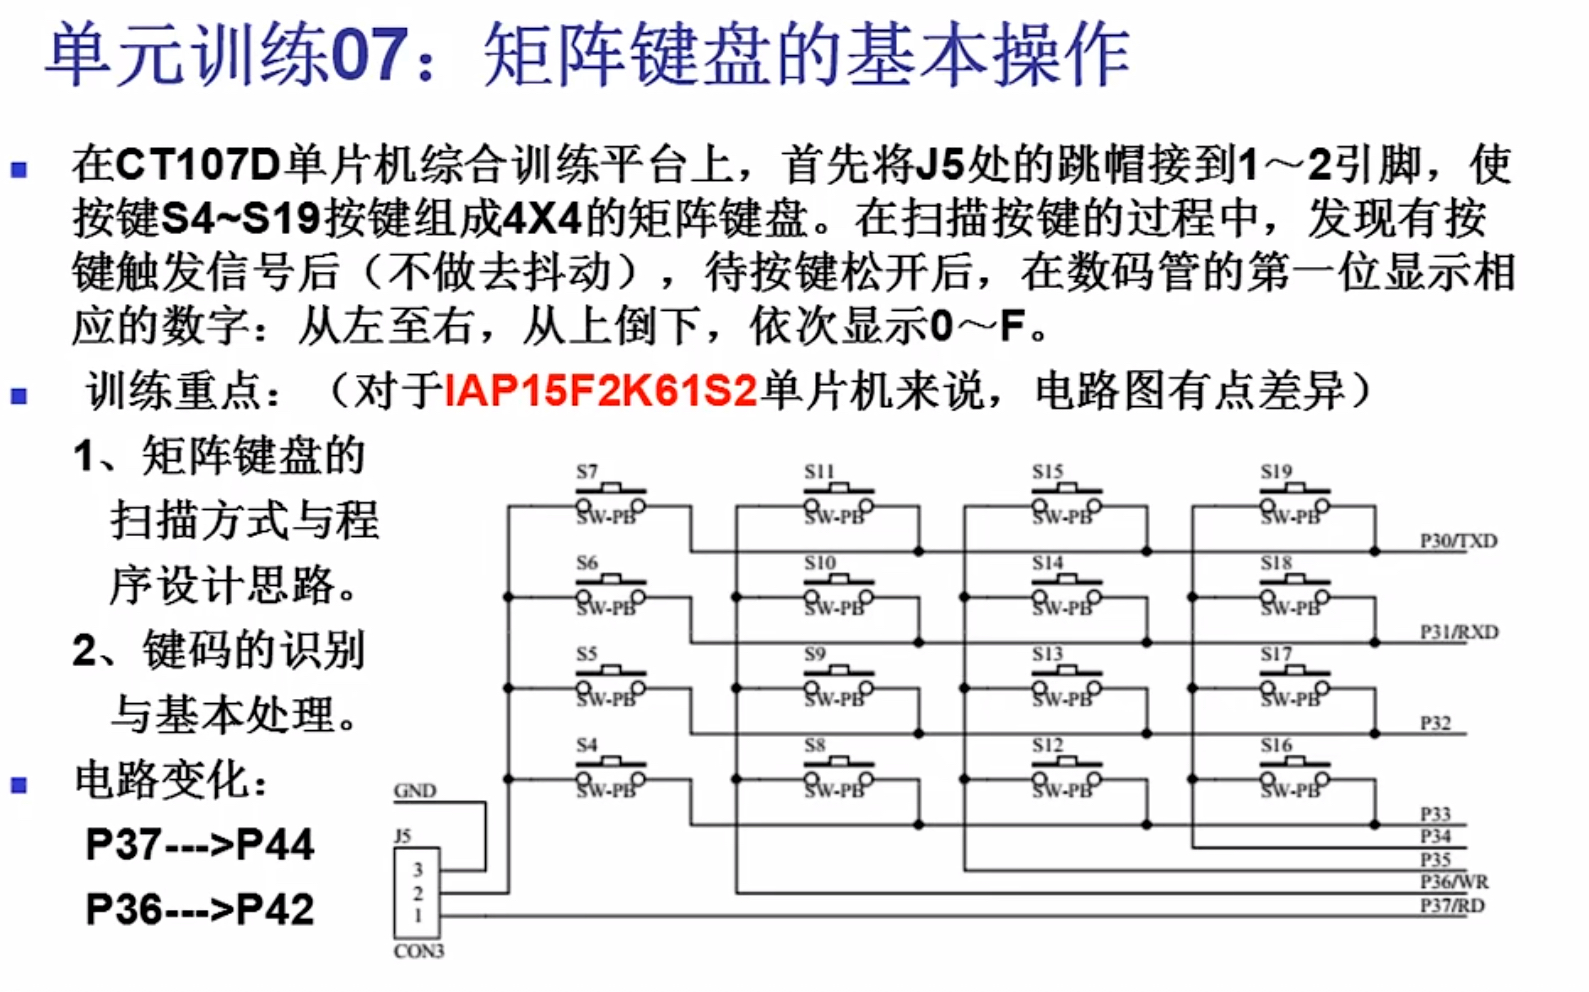 单元训练07：矩阵键盘的基本操作
在CT107D单片机综合训练平台上，首先将J5处的跳帽接到1～2引脚，使
按键S4~S19按键组成4X4的矩阵键盘。在扫描按键的过程中，发现有按
键触发信号后（不做去抖动），待按键松开后，在数码管的第一位显示相
应的数字：从左至右，从上倒下，依次显示0～F。
训练重点：（对于IAP15F2K61S2单片机来说，电路图有点差异）
1、矩阵键盘的
扫描方式与程
序设计思路。
2、键码的识别
与基本处理。
电路变化：
P37--->P44
P36--->P42
S7 S11 S15 S19
SW-PB SW-PB SW-PB SW-PB
P30/TXD
S6 S10 S14 S18
SW-PB SW-PB SW-PB SW-PB
P31/RXD
S5 S9 S13 S17
SW-PB SW-PB SW-PB SW-PB
P32
S4 S8 S12 S16
SW-PB SW-PB SW-PB SW-PB
GND
P33
J5
P34
P35
3
P36/WR
2
P37/RD
1
CON3